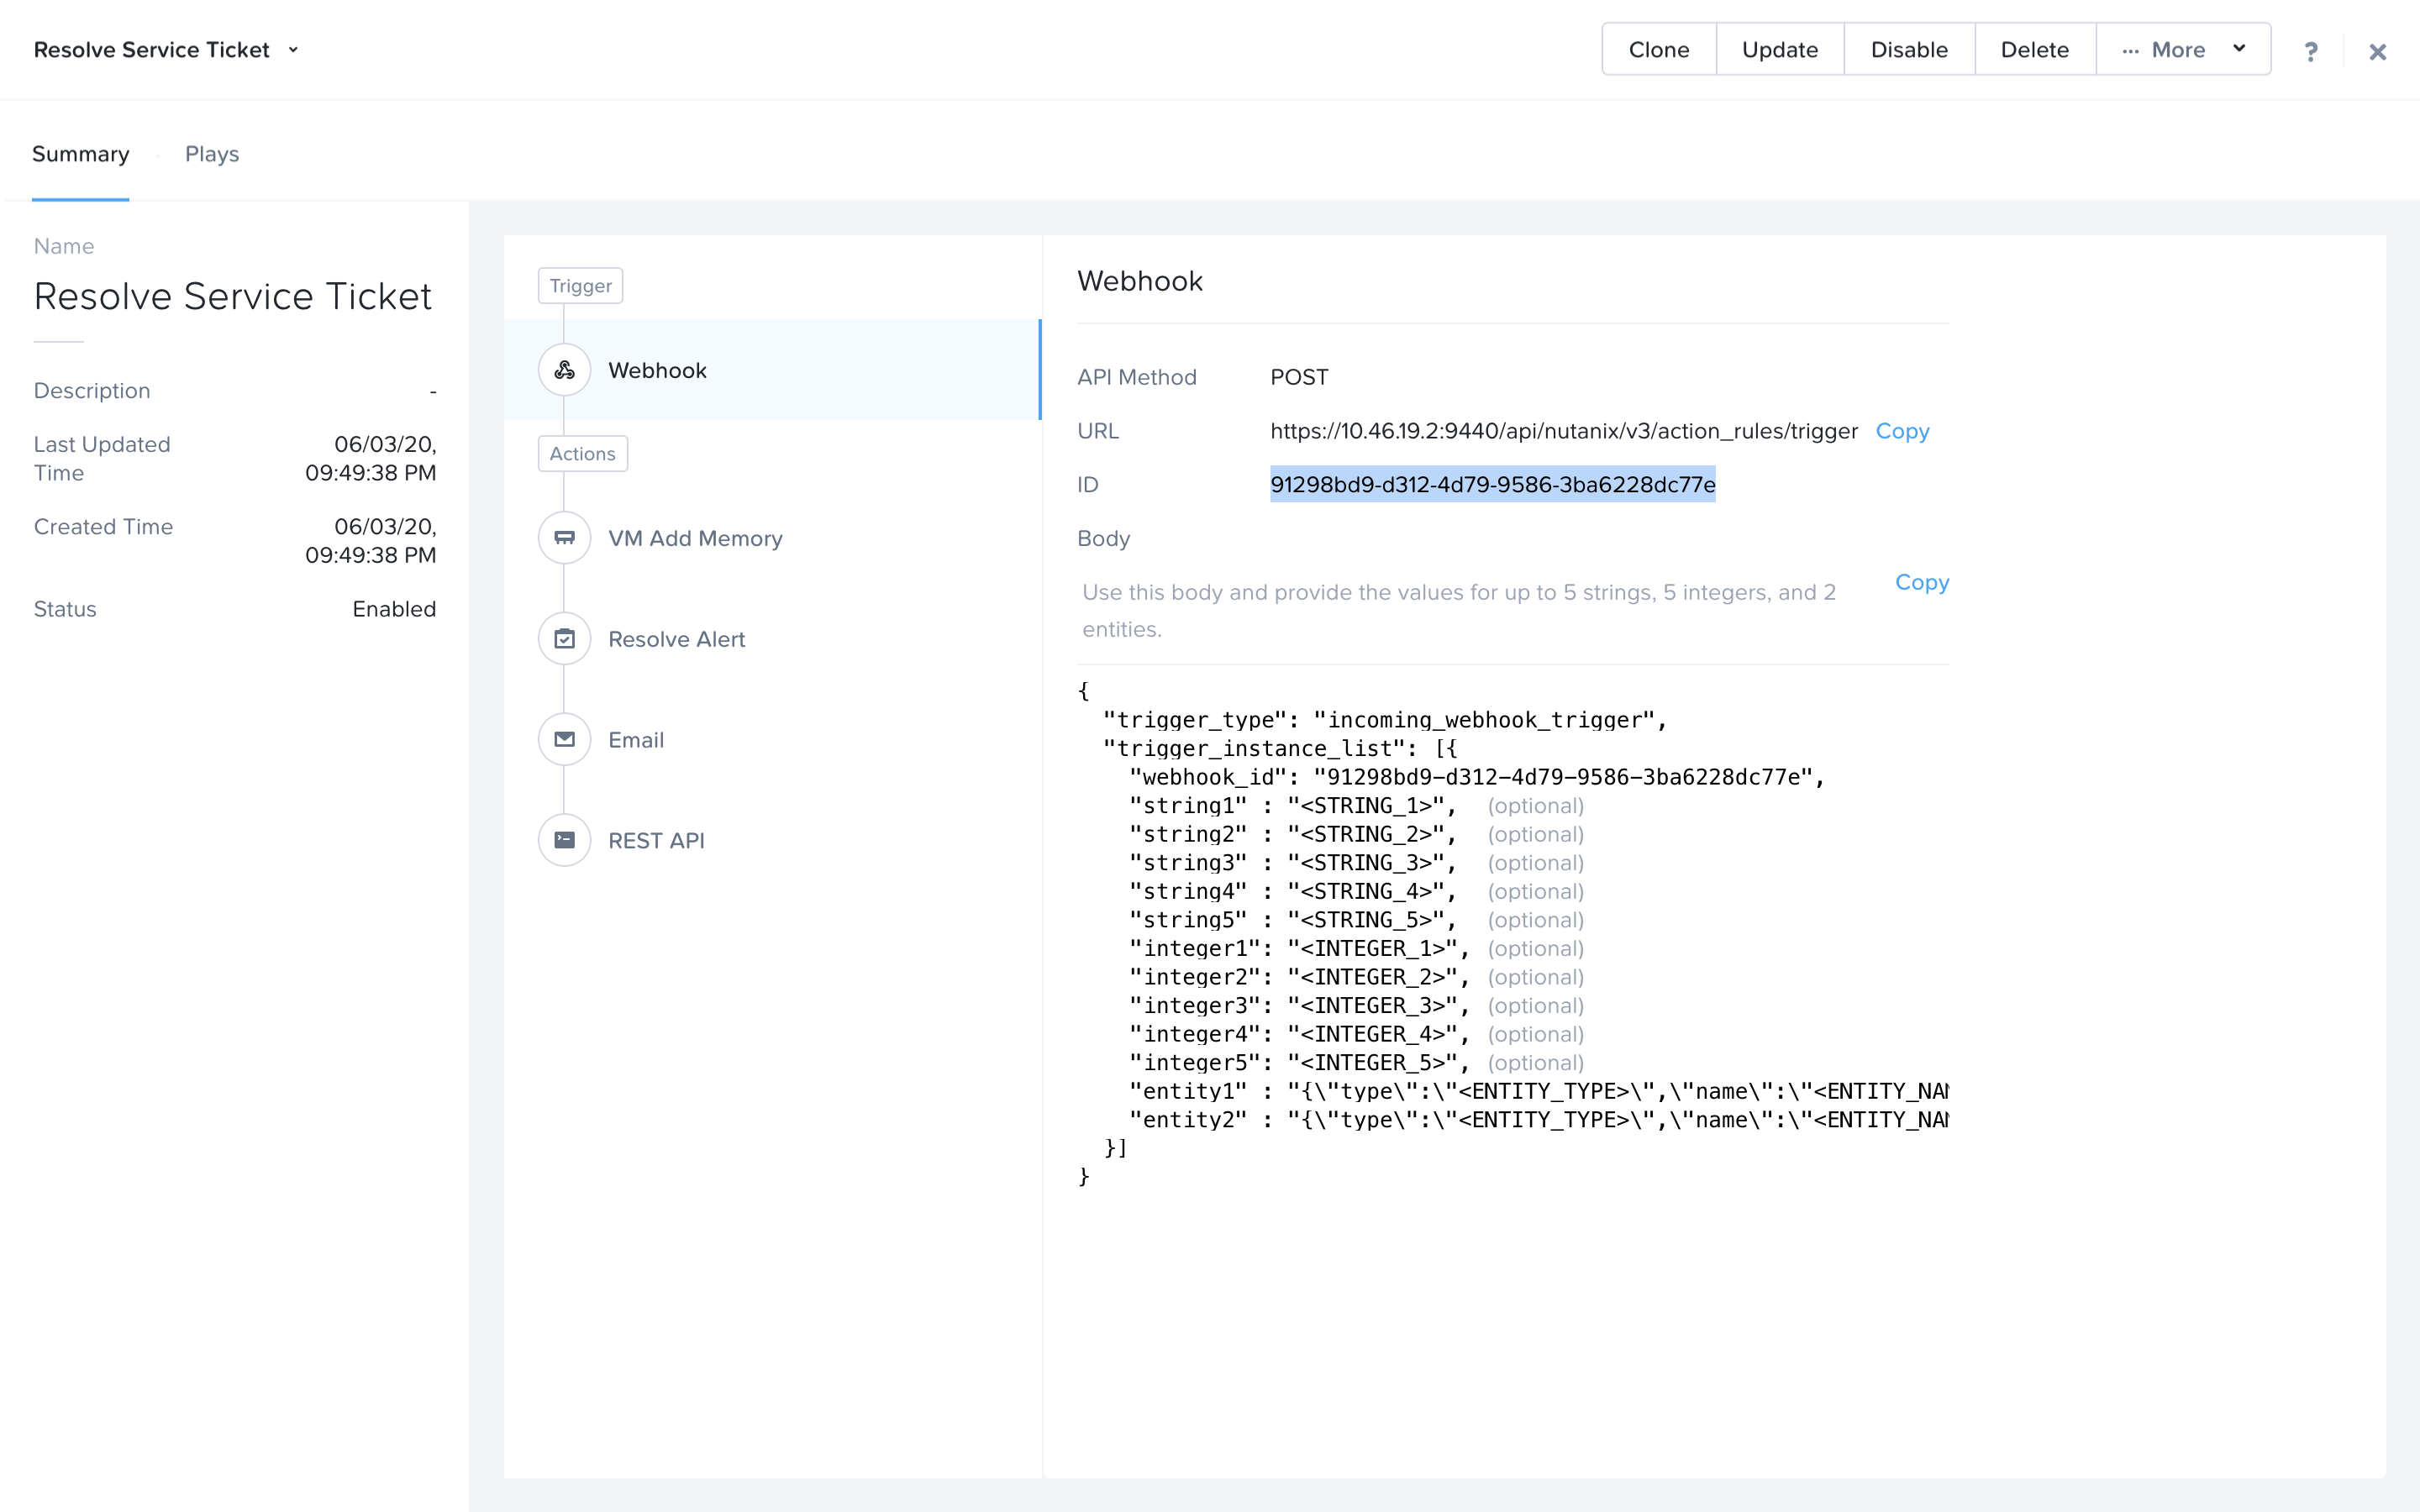 Resolve Service Ticket
Clone
Update
Disable
Delete
... More
?
Summary
Plays
Name
Resolve Service Ticket
Description -
Last Updated Time
06/03/20, 09:49:38 PM
Created Time
06/03/20, 09:49:38 PM
Status Enabled
Trigger
Webhook
Actions
VM Add Memory
Resolve Alert
Email
REST API
Webhook
API Method POST
URL https://10.46.19.2:9440/api/nutanix/v3/action_rules/trigger Copy
ID 91298bd9-d312-4d79-9586-3ba6228dc77e
Body
Use this body and provide the values for up to 5 strings, 5 integers, and 2
entities.
Copy
{
"trigger_type": "incoming_webhook_trigger",
"trigger_instance_list": [{
"webhook_id": "91298bd9-d312-4d79-9586-3ba6228dc77e",
"string1" : "<STRING_1>", (optional)
"string2" : "<STRING_2>", (optional)
"string3" : "<STRING_3>", (optional)
"string4" : "<STRING_4>", (optional)
"string5" : "<STRING_5>", (optional)
"integer1": "<INTEGER_1>", (optional)
"integer2": "<INTEGER_2>", (optional)
"integer3": "<INTEGER_3>", (optional)
"integer4": "<INTEGER_4>", (optional)
"integer5": "<INTEGER_5>", (optional)
"entity1" : "{\"type\":\"<ENTITY_TYPE>\",\"name\":\"<ENTITY_NA
"entity2" : "{\"type\":\"<ENTITY_TYPE>\",\"name\":\"<ENTITY_NA
}]
}